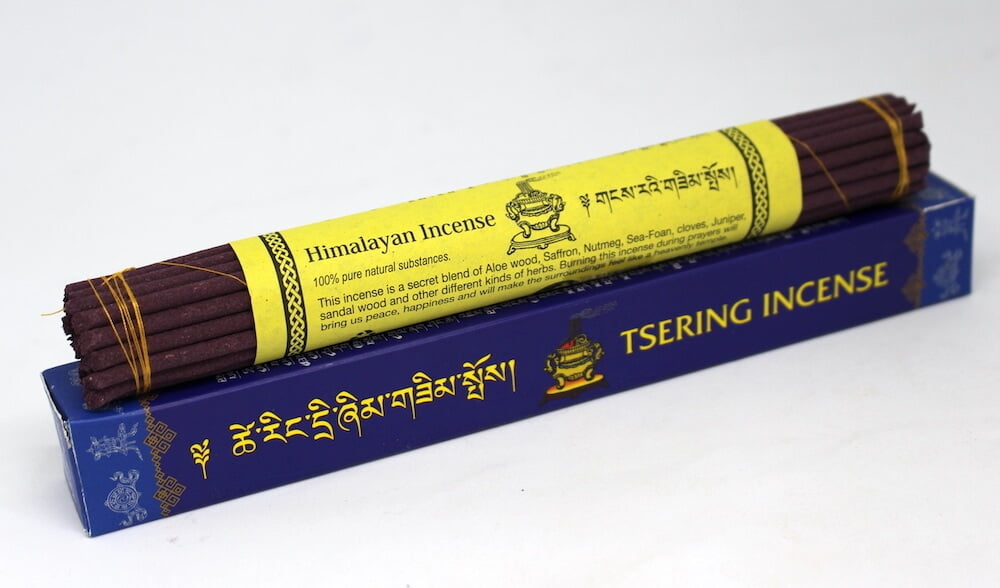 Himalayan Incense
༈ གངས་རིའི་གཟིམ་སྤོས།
100% pure natural substances.
This incense is a secret blend of Aloe wood, Saffron, Nutmeg, Sea-Foan, cloves, Juniper,
sandal wood and other different kinds of herbs. Burning this incense during prayers will
bring us peace, happiness and will make the surroundings feel like a heavenly temple
༈ ཚེ་རིང་དྲི་ཞིམ་གཟིམ་སྤོས།
TSERING INCENSE